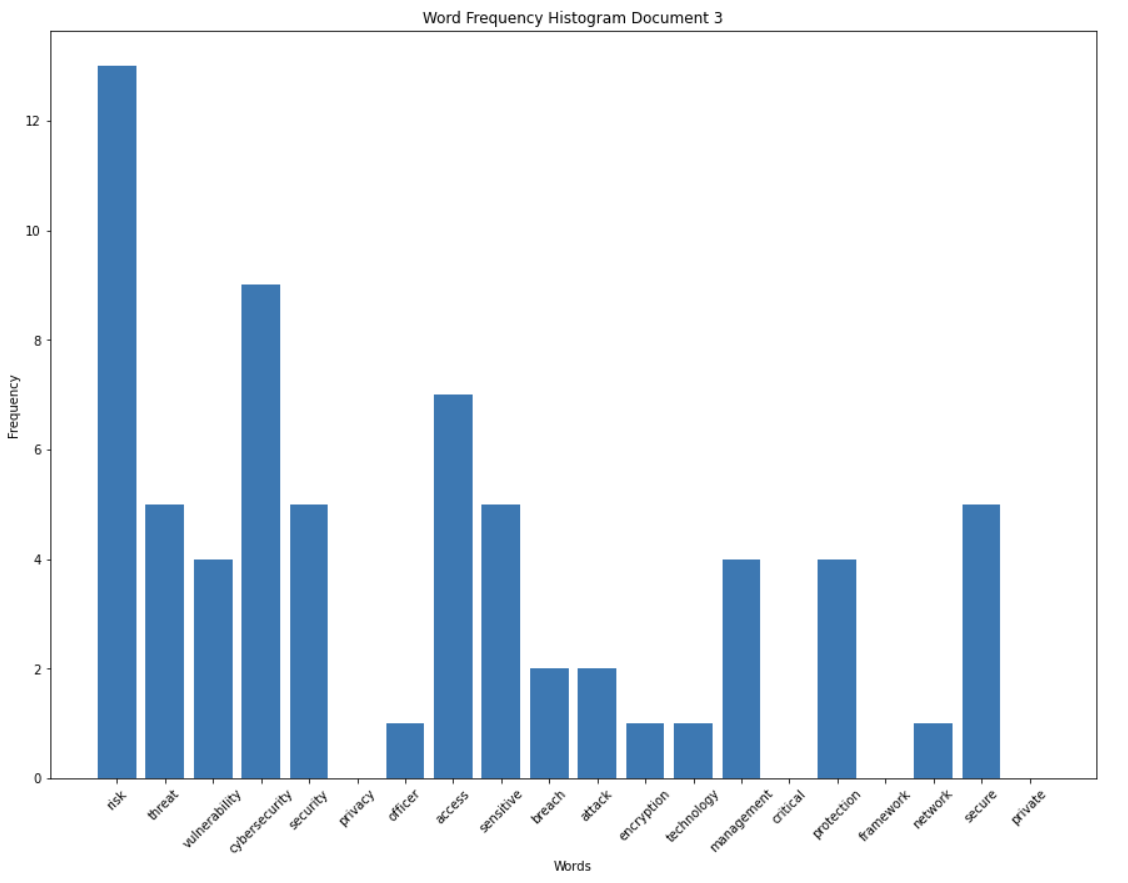 Word Frequency Histogram Document 3
12
10
8
6
4
2
0
Frequency
risk
threat
vulnerability
cybersecurity
security
privacy
officer
access
sensitive
breach
attack
encryption
technology
management
critical
protection
framework
network
secure
private
Words